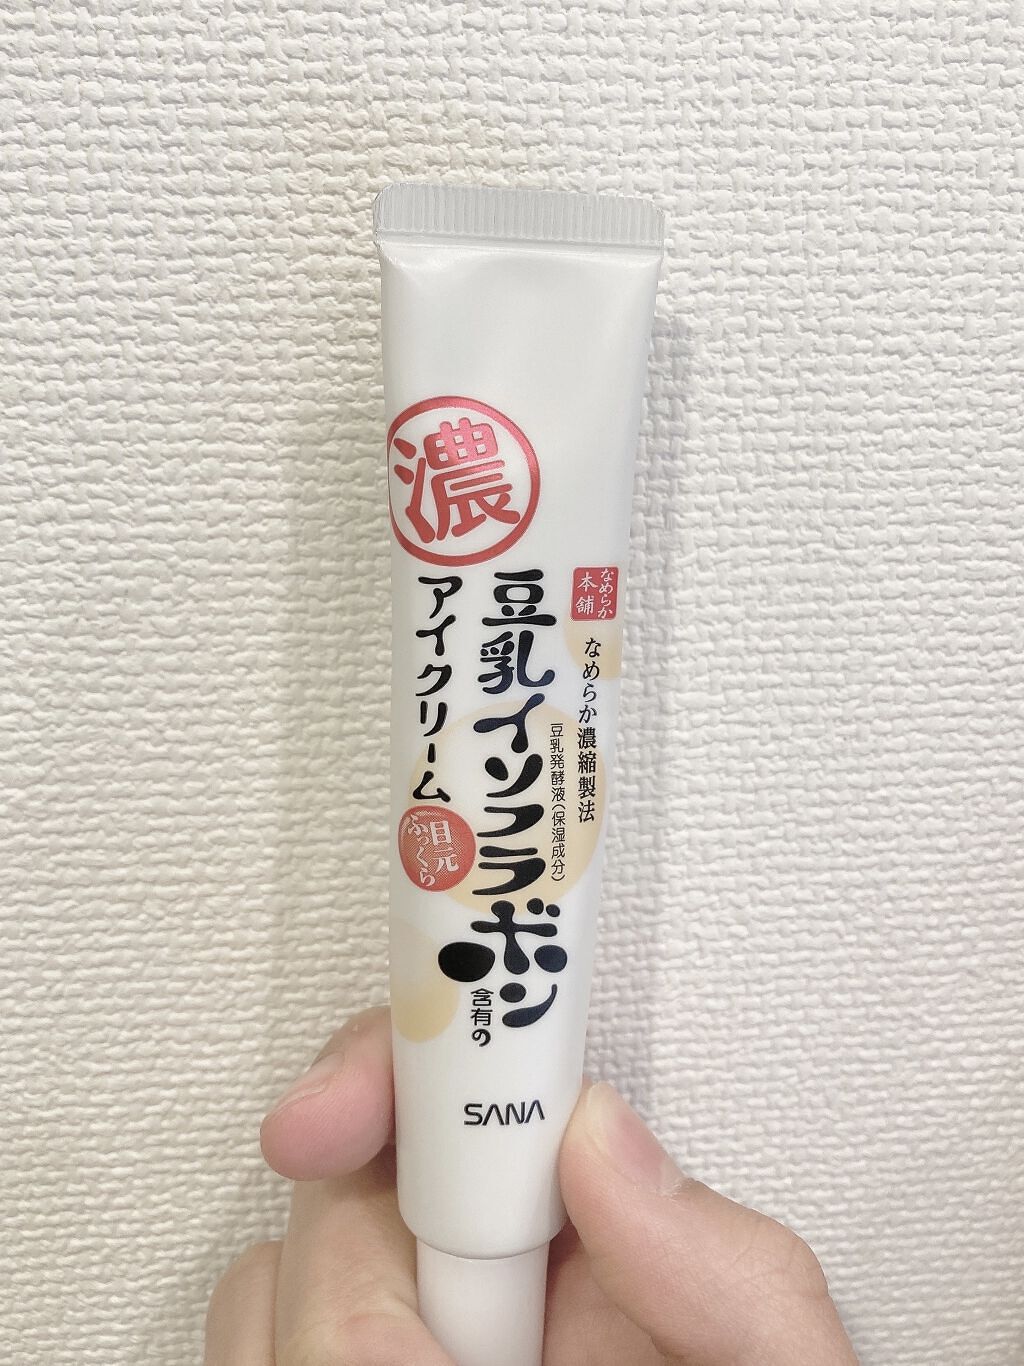 濃
なめらか
本舗
なめらか濃縮製法
豆乳発酵液(保湿成分)
豆乳イソフラボン
含有の
アイクリーム
目元
ふっくら
SANA